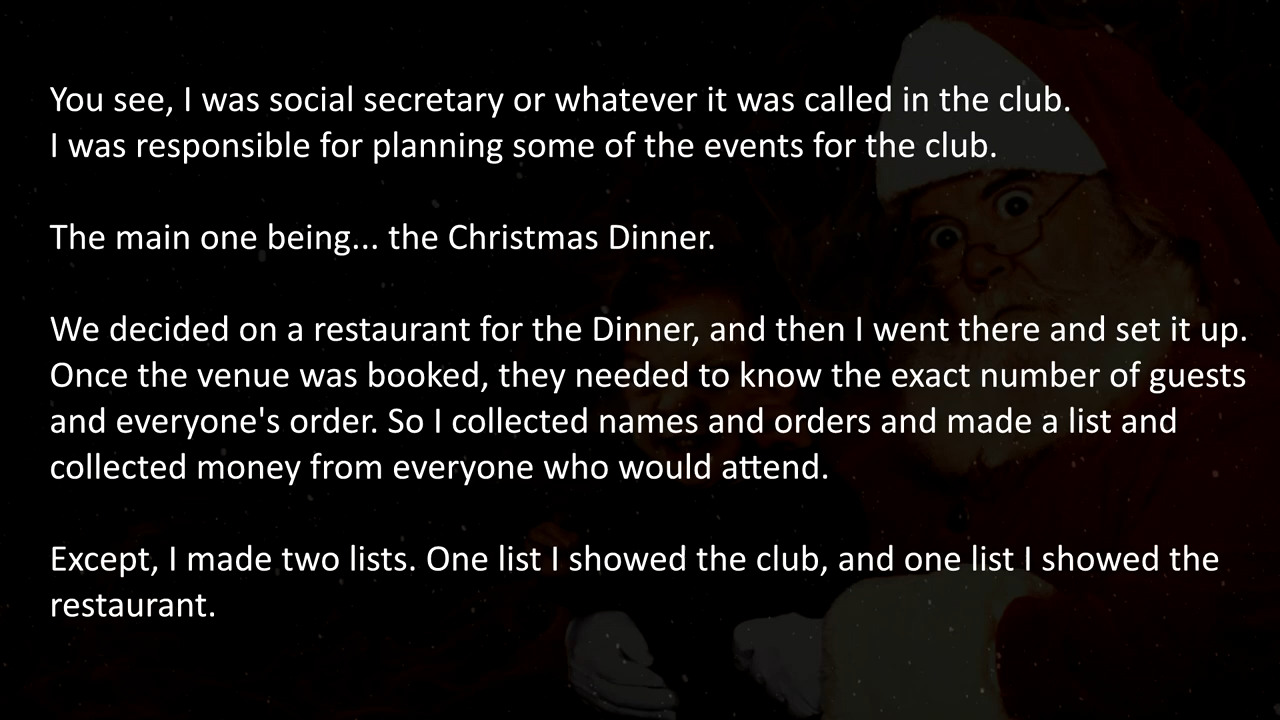 You see, I was social secretary or whatever it was called in the club.
I was responsible for planning some of the events for the club.
The main one being... the Christmas Dinner.
We decided on a restaurant for the Dinner, and then I went there and set it up.
Once the venue was booked, they needed to know the exact number of guests
and everyone's order. So I collected names and orders and made a list and
collected money from everyone who would attend.
Except, I made two lists. One list I showed the club, and one list I showed the
restaurant.